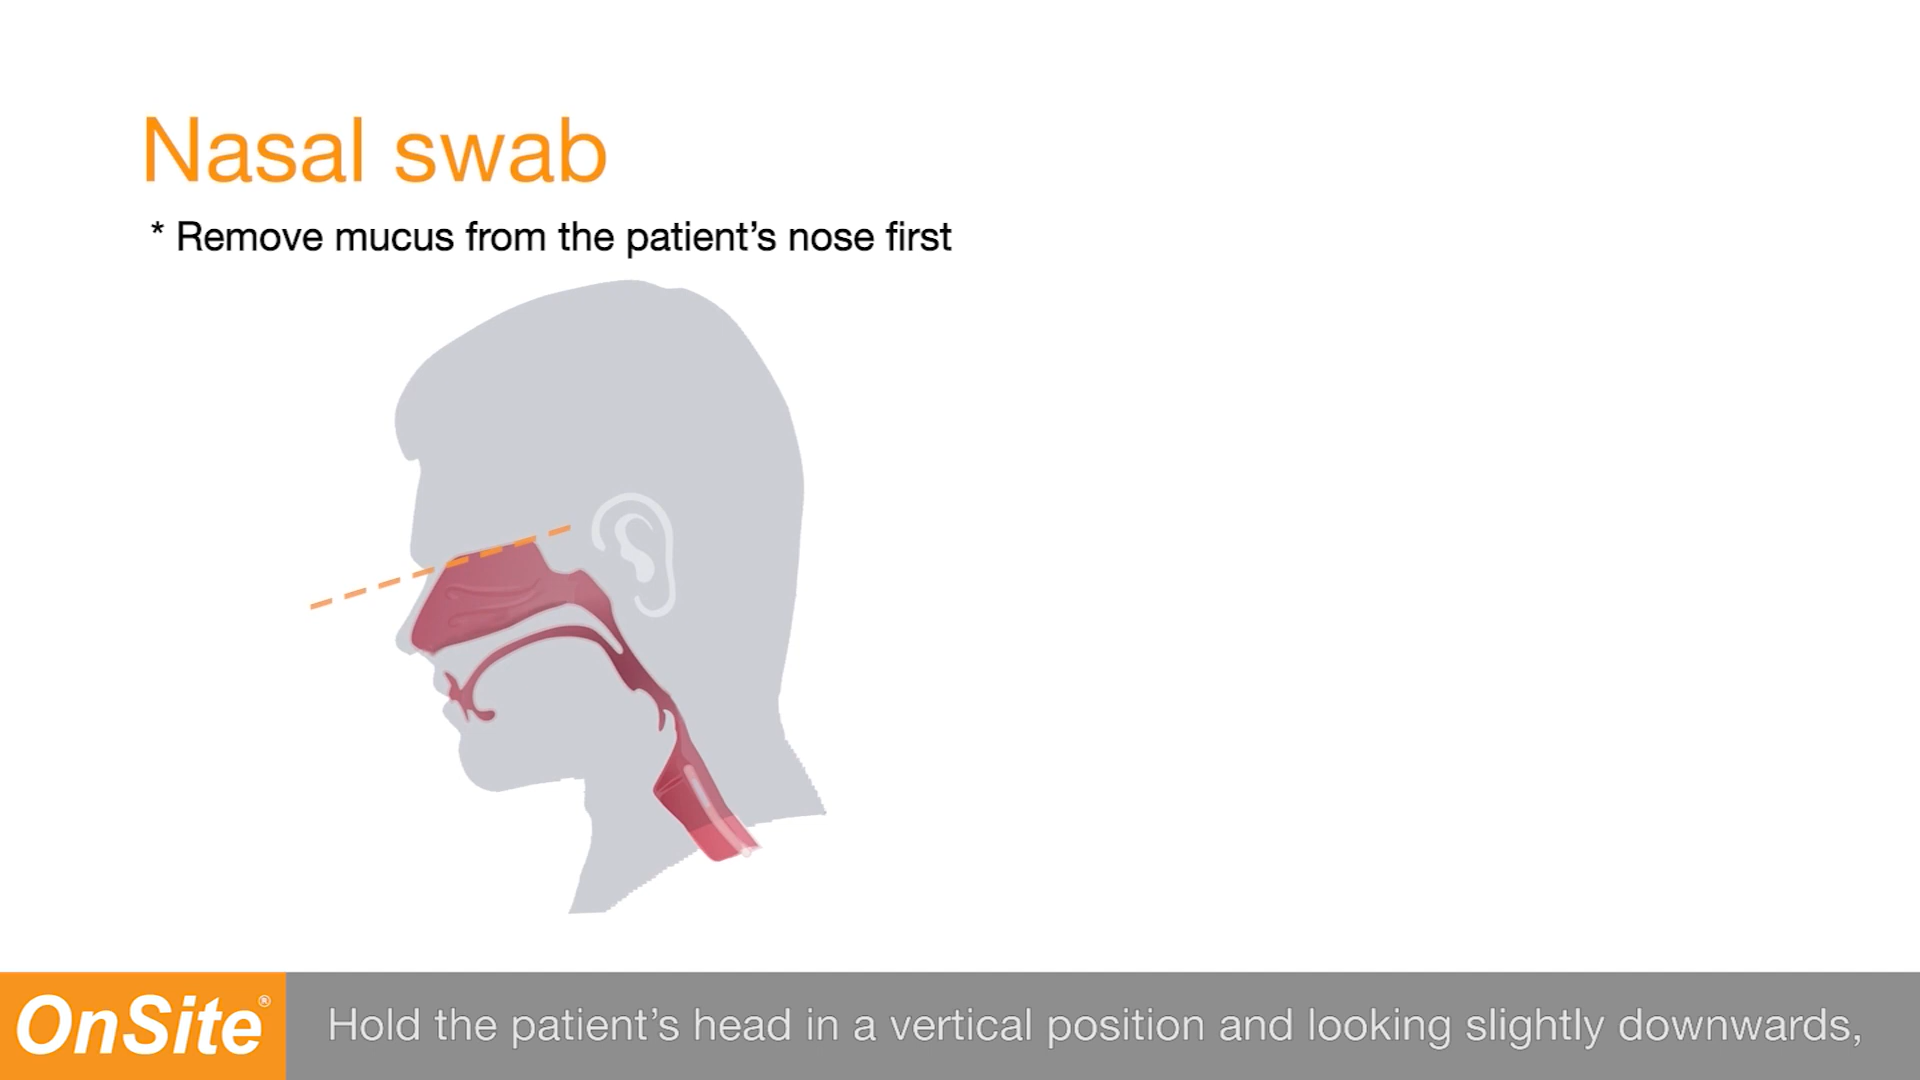 Nasal swab
* Remove mucus from the patient’s nose first
OnSite®
Hold the patient’s head in a vertical position and looking slightly downwards,